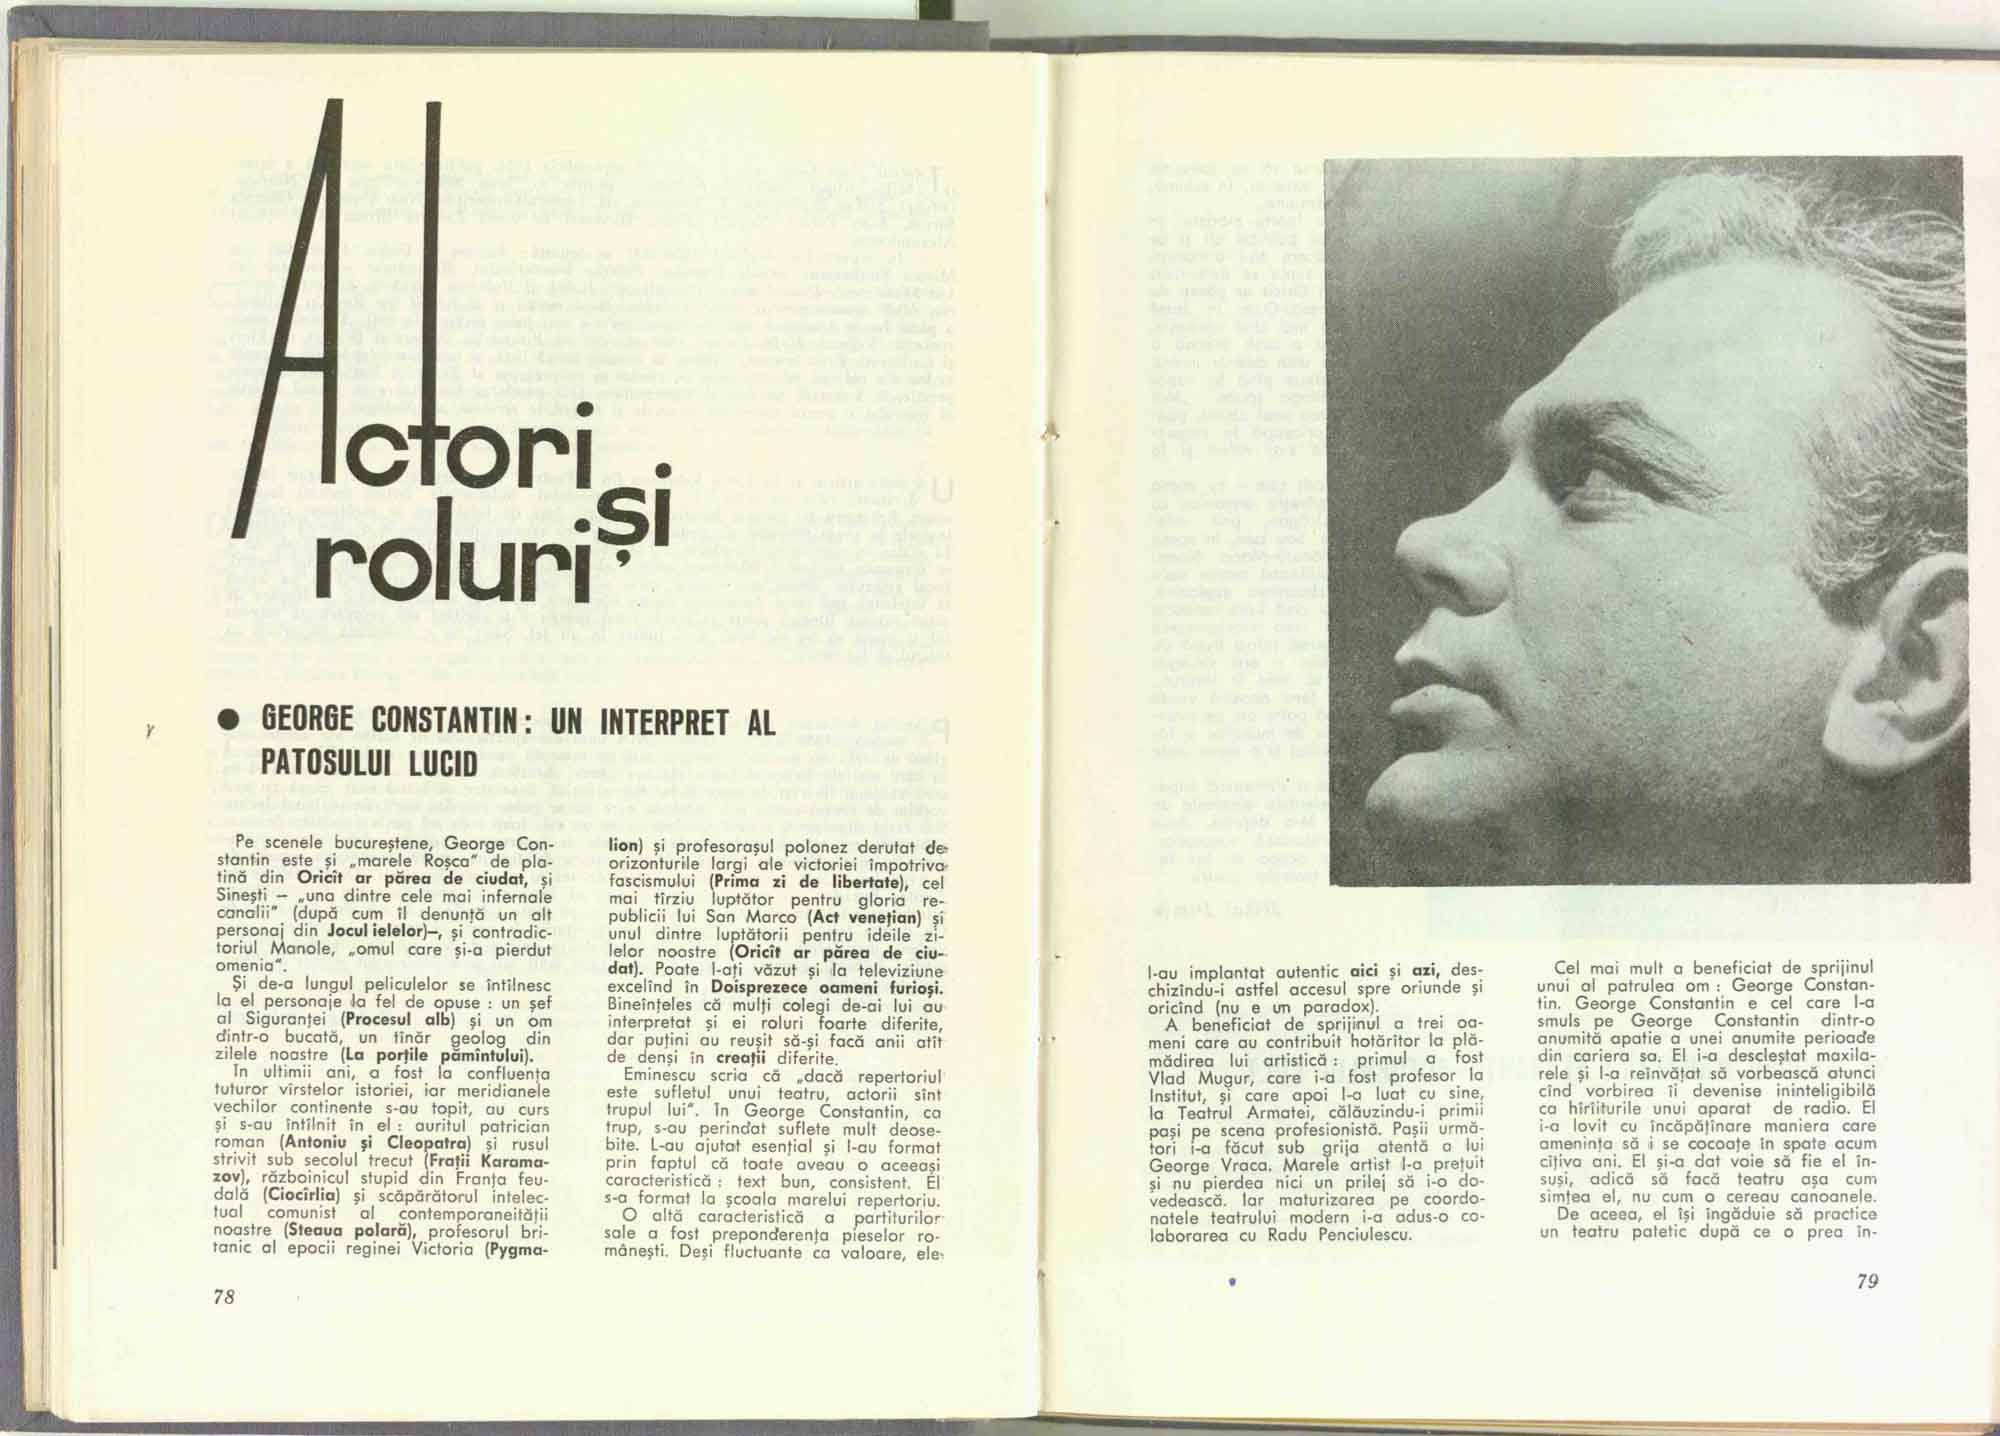 Actori
și
roluri
● GEORGE CONSTANTIN: UN INTERPRET AL
PATOSULUI LUCID
Pe scenele bucureștene, George Con-
stantin este și „marele Roșca" de pla-
tină din Oricît ar părea de ciudat, și
Sinești — „una dintre cele mai infernale
canalii" (după cum îl denunță un alt
personaj din Jocul ielelor)—, și contradic-
toriul Manole, „omul care și-a pierdut
omenia".
Și de-a lungul peliculelor se întîlnesc
la el personaje la fel de opuse : un șef
al Siguranței (Procesul alb) și un om
dintr-o bucată, un tînăr geolog din
zilele noastre (La porțile pămîntului).
În ultimii ani, a fost la confluența
tuturor vîrstelor istoriei, iar meridianele
vechilor continente s-au topit, au curs
și s-au întîlnit în el : auritul patrician
roman (Antoniu și Cleopatra) și rusul
strivit sub secolul trecut (Frații Karama-
zov), războinicul stupid din Franța feu-
dală (Ciocîrlia) și scăpărătorul intelec-
tual comunist al contemporaneității
noastre (Steaua polară), profesorul bri-
tanic al epocii reginei Victoria (Pygma-
lion) și profesorașul polonez derutat de
orizonturile largi ale victoriei împotriva
fascismului (Prima zi de libertate), cel
mai tîrziu luptător pentru gloria re-
publicii lui San Marco (Act venețian) și
unul dintre luptătorii pentru ideile zi-
lelor noostre (Oricît ar părea de ciu-
dat). Poate l-ați văzut și la televiziune
excelînd în Doisprezece oameni furioși.
Bineînțeles că mulți colegi de-ai lui au
interpretat și ei roluri foarte diferite,
dar puțini au reușit să-și facă anii atît
de denși în creații diferite.
Eminescu scria că „dacă repertoriul
este sufletul unui teatru, actorii sînt
trupul lui". În George Constantin, ca
trup, s-au perindat suflete mult deose-
bite. L-au ajutat esențial și l-au format
prin faptul că toate aveau o aceeași
caracteristică : text bun, consistent. El
s-a format la școala marelui repertoriu.
O altă caracteristică a partiturilor
sale a fost preponderența pieselor ro-
mânești. Deși fluctuante ca valoare, ele
78
l-au implantat autentic aici și azi, des-
chizîndu-i astfel accesul spre oriunde și
oricînd (nu e un paradox).
A beneficiat de sprijinul a trei oa-
meni care au contribuit hotărîtor la plă-
mădirea lui artistică : primul a fost
Vlad Mugur, care i-a fost profesor la
Institut, și care apoi l-a luat cu sine,
la Teatrul Armatei, călăuzindu-i primii
pași pe scena profesionistă. Pașii urmă-
tori i-a făcut sub grija atentă a lui
George Vraca. Marele artist l-a prețuit
și nu pierdea nici un prilej să i-o do-
vedească. Iar maturizarea pe coordo-
natele teatrului modern i-a adus-o co-
laborarea cu Radu Penciulescu.
Cel mai mult a beneficiat de sprijinul
unui al patrulea om : George Constan-
tin. George Constantin e cel care l-a
smuls pe George Constantin dintr-o
anumită apatie a unei anumite perioade
din cariera sa. El i-a descleștat maxila-
rele și l-a reînvățat să vorbească atunci
cînd vorbirea îi devenise ininteligibilă
ca hîrîiturile unui aparat de radio. El
i-a lovit cu încăpățînare maniera care
amenința să i se cocoațe în spate acum
cîțiva ani. El și-a dat voie să fie el în-
suși, adică să facă teatru așa cum
simțea el, nu cum o cereau canoanele.
De aceea, el își îngăduie să practice
un teatru patetic după ce o prea în-
79